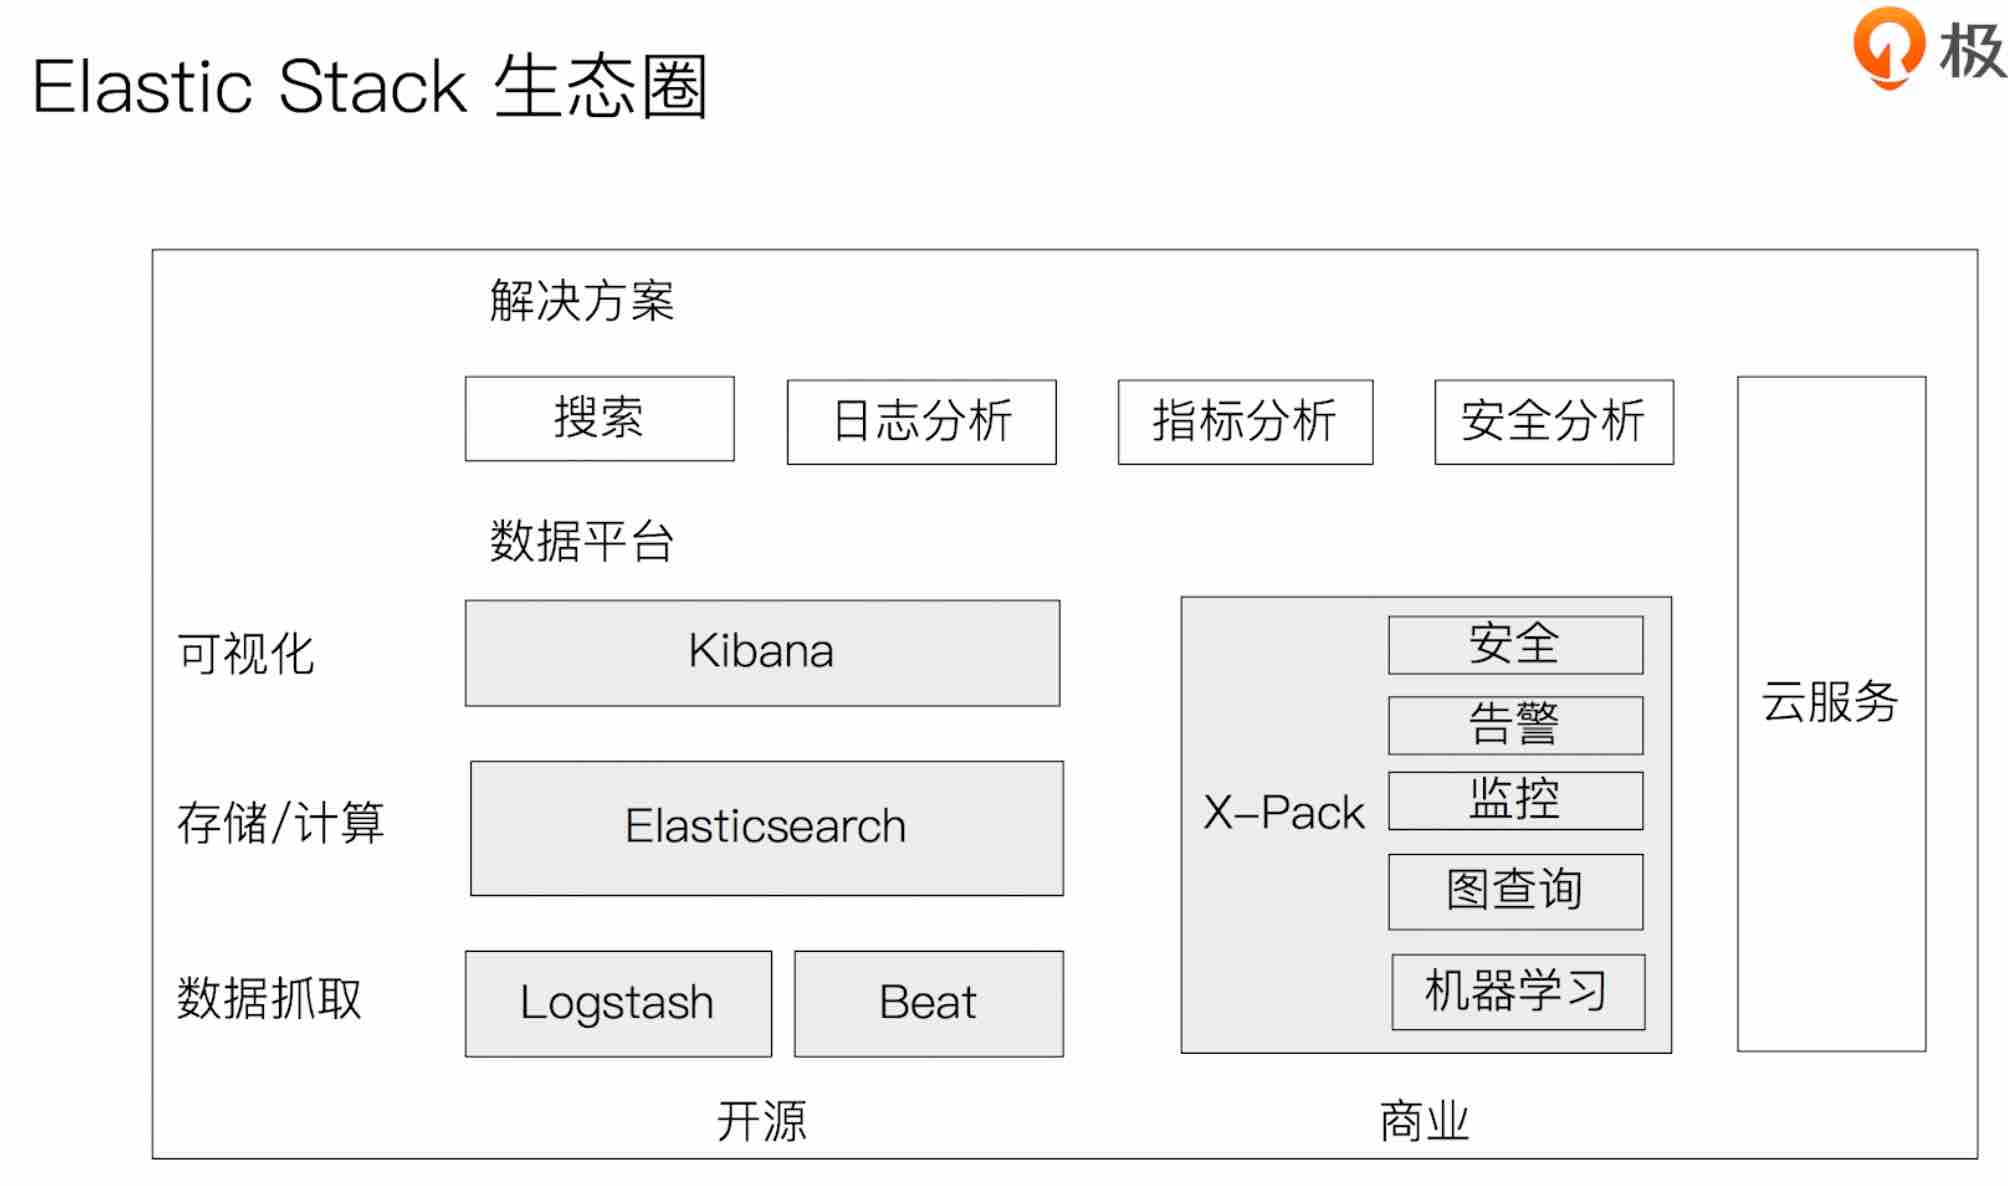 Elastic Stack 生态圈
极
解决方案
搜索
日志分析
指标分析
安全分析
数据平台
可视化
Kibana
存储/计算
Elasticsearch
数据抓取
Logstash
Beat
X-Pack
安全
告警
监控
图查询
机器学习
云服务
开源
商业